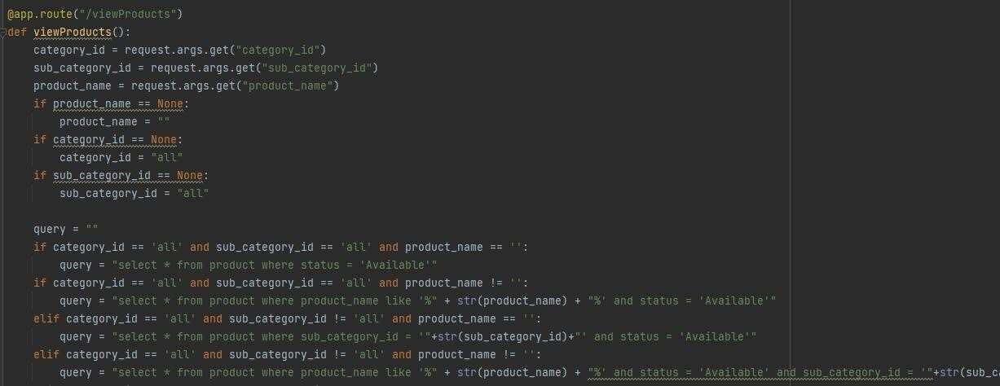 @app.route("/viewProducts")
def viewProducts():
    category_id = request.args.get("category_id")
    sub_category_id = request.args.get("sub_category_id")
    product_name = request.args.get("product_name")
    if product_name == None:
        product_name = ""
    if category_id == None:
        category_id = "all"
    if sub_category_id == None:
        sub_category_id = "all"

    query = ""
    if category_id == 'all' and sub_category_id == 'all' and product_name == '':
        query = "select * from product where status = 'Available'"
    if category_id == 'all' and sub_category_id == 'all' and product_name != '':
        query = "select * from product where product_name like '%" + str(product_name) + "%' and status = 'Available'"
    elif category_id == 'all' and sub_category_id != 'all' and product_name == '':
        query = "select * from product where sub_category_id = '"+str(sub_category_id)+"' and status = 'Available'"
    elif category_id == 'all' and sub_category_id != 'all' and product_name != '':
        query = "select * from product where product_name like '%" + str(product_name) + "%' and status = 'Available' and sub_category_id = '"+str(sub_c